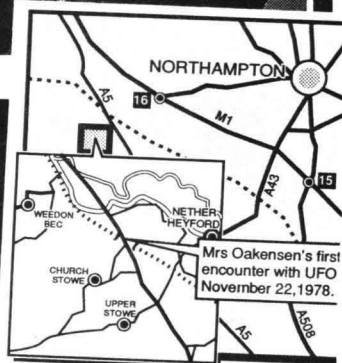 NORTHAMPTON
A5
16
M1
A43
15
WEEDON
BEC
NETHER
HEYFORD
Mrs Oakensen's first
encounter with UFO
November 22,1978.
CHURCH
STOWE
UPPER
STOWE
A5
A508